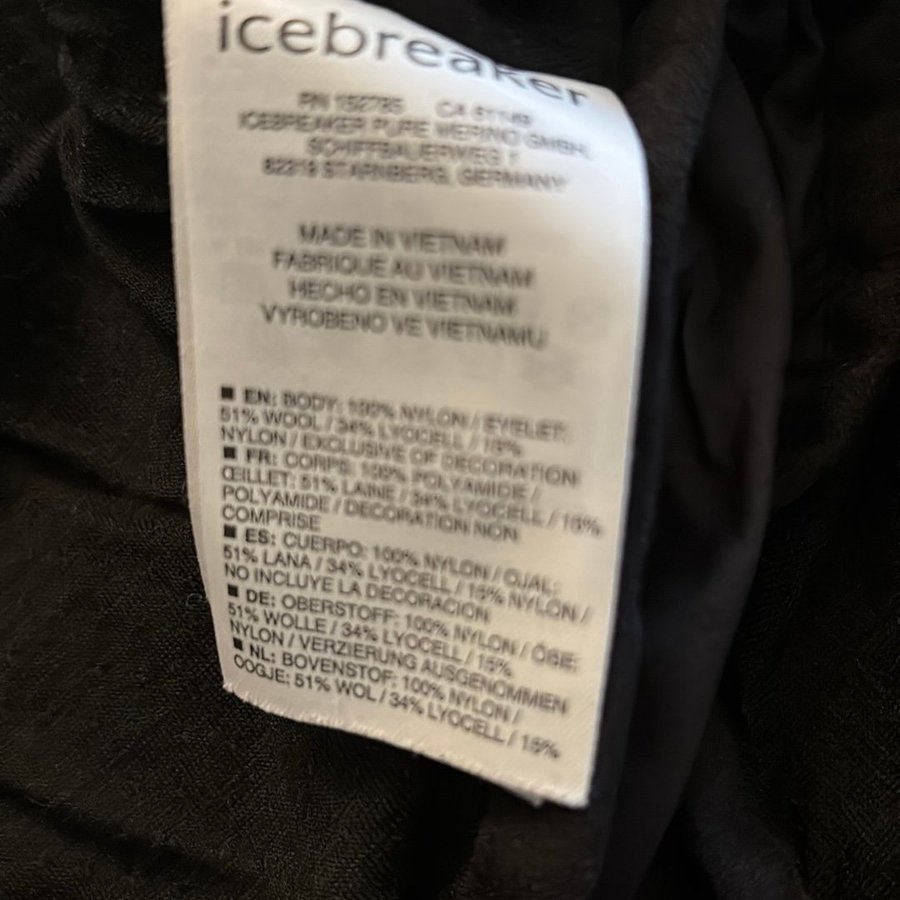 icebreaker
RN 152785 CA 61149
ICEBREAKER PURE MERINO GMBH,
SCHIFFBAUERWEG 1
82319 STARNBERG, GERMANY
MADE IN VIETNAM
FABRIQUE AU VIETNAM
HECHO EN VIETNAM
VYROBENO VE VIETNAMU
■ EN: BODY: 100% NYLON / EYELET:
51% WOOL / 34% LYOCELL / 15%
NYLON / EXCLUSIVE OF DECORATION
■ FR: CORPS: 100% POLYAMIDE /
ŒILLET: 51% LAINE / 34% LYOCELL / 15%
POLYAMIDE / DECORATION NON
COMPRISE
■ ES: CUERPO: 100% NYLON / OJAL:
51% LANA / 34% LYOCELL / 15% NYLON /
NO INCLUYE LA DECORACION
■ DE: OBERSTOFF: 100% NYLON / ÖSE:
51% WOLLE / 34% LYOCELL / 15%
NYLON / VERZIERUNG AUSGENOMMEN
■ NL: BOVENSTOF: 100% NYLON /
OOGJE: 51% WOL / 34% LYOCELL / 15%